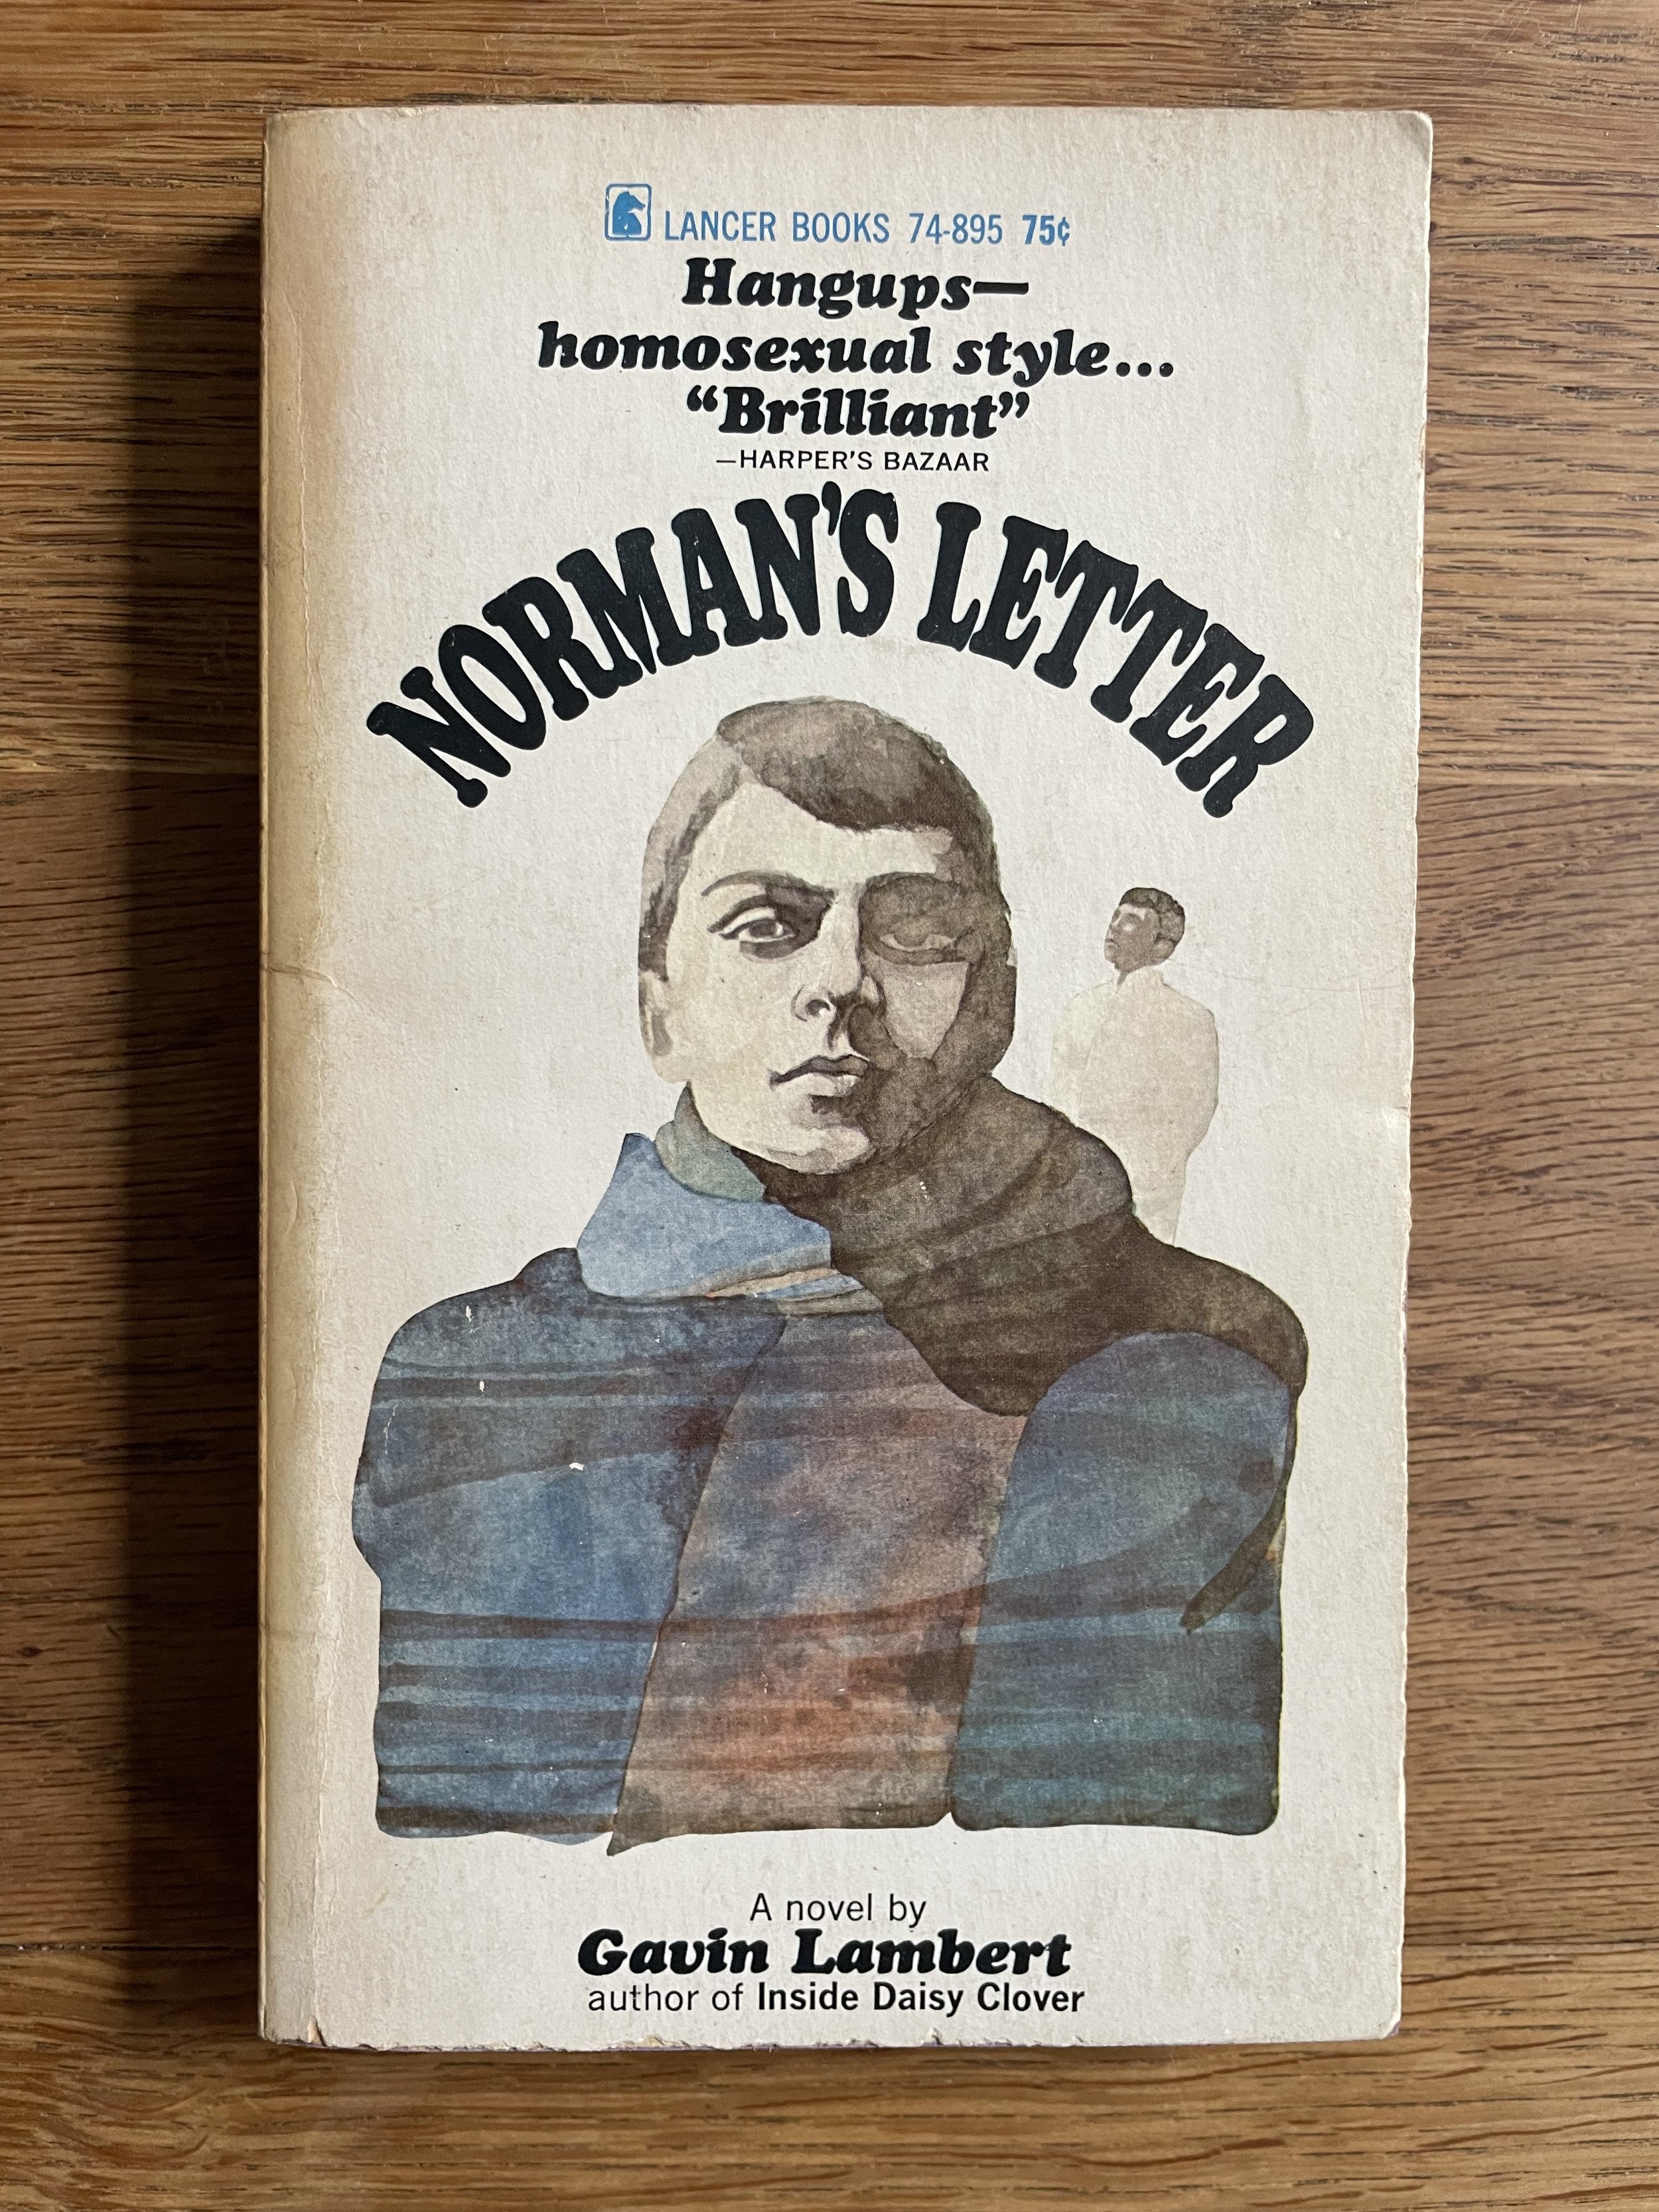 LANCER BOOKS 74-895 75¢
Hangups—
homosexual style...
“Brilliant”
—HARPER'S BAZAAR
NORMAN'S LETTER
A novel by
Gavin Lambert
author of Inside Daisy Clover